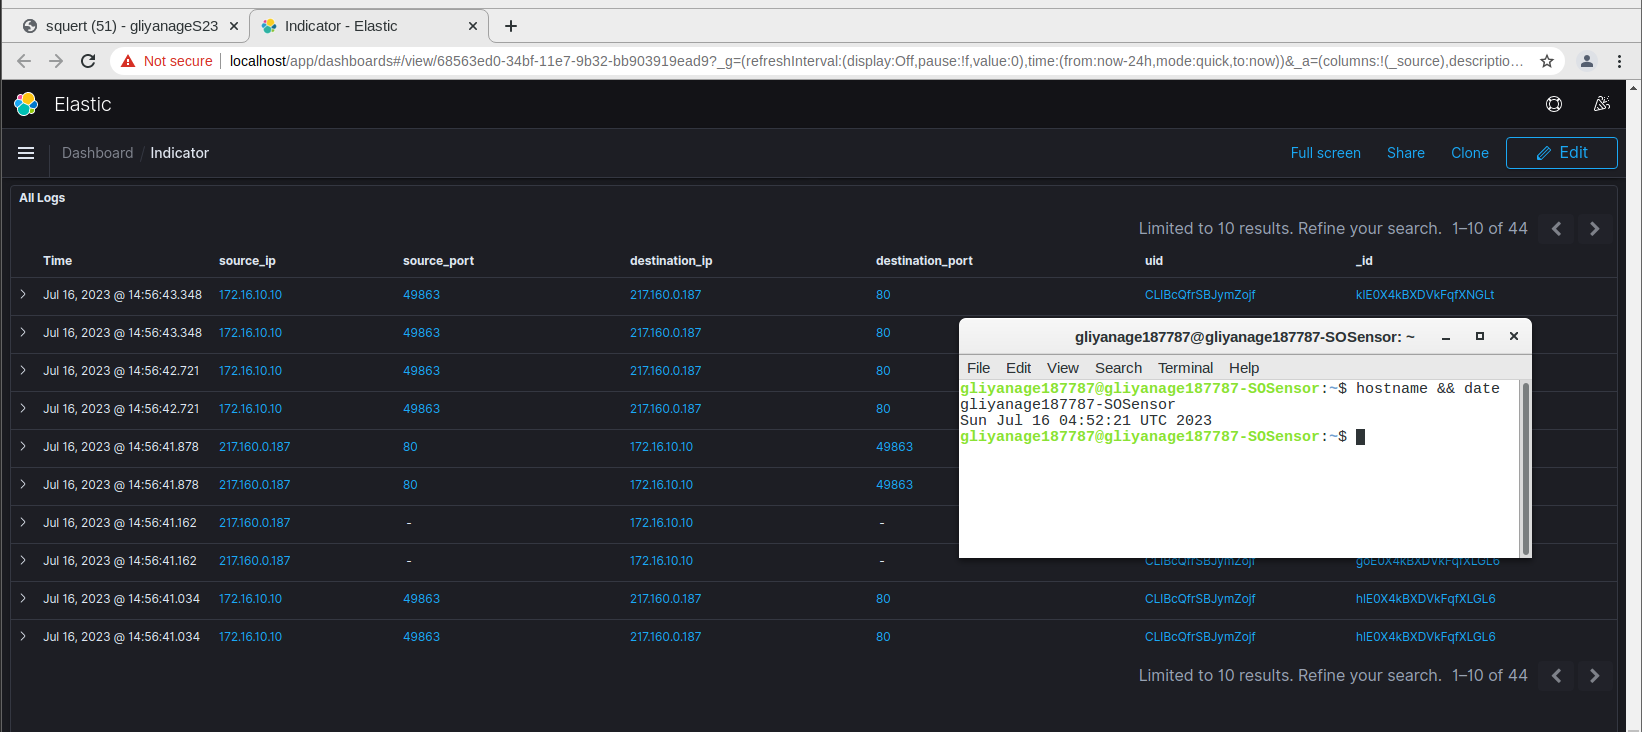 squert (51) - gliyanageS23
Indicator - Elastic
Not secure
localhost/app/dashboards#/view/68563ed0-34bf-11e7-9b32-bb903919ead9?_g=(refreshInterval:(display:Off,pause:!f,value:0),time:(from:now-24h,mode:quick,to:now))&_a=(columns:!(_source),descriptio...
Elastic
Dashboard / Indicator
Full screen Share Clone Edit
All Logs
Limited to 10 results. Refine your search. 1–10 of 44
Time source_ip source_port destination_ip destination_port uid _id
Jul 16, 2023 @ 14:56:43.348 172.16.10.10 49863 217.160.0.187 80 CLIBcQfrSBJymZojf kIE0X4kBXDVkFqfXNGLt
Jul 16, 2023 @ 14:56:43.348 172.16.10.10 49863 217.160.0.187 80
Jul 16, 2023 @ 14:56:42.721 172.16.10.10 49863 217.160.0.187 80
Jul 16, 2023 @ 14:56:42.721 172.16.10.10 49863 217.160.0.187 80
Jul 16, 2023 @ 14:56:41.878 217.160.0.187 80 172.16.10.10 49863
Jul 16, 2023 @ 14:56:41.878 217.160.0.187 80 172.16.10.10 49863
Jul 16, 2023 @ 14:56:41.162 217.160.0.187 - 172.16.10.10 -
Jul 16, 2023 @ 14:56:41.162 217.160.0.187 - 172.16.10.10 - CLIBcQfrSBJymZojf goE0X4kBXDVkFqfXLGL6
Jul 16, 2023 @ 14:56:41.034 172.16.10.10 49863 217.160.0.187 80 CLIBcQfrSBJymZojf hIE0X4kBXDVkFqfXLGL6
Jul 16, 2023 @ 14:56:41.034 172.16.10.10 49863 217.160.0.187 80 CLIBcQfrSBJymZojf hIE0X4kBXDVkFqfXLGL6
Limited to 10 results. Refine your search. 1–10 of 44
gliyanage187787@gliyanage187787-SOSensor: ~
File Edit View Search Terminal Help
gliyanage187787@gliyanage187787-SOSensor:~$ hostname && date
gliyanage187787-SOSensor
Sun Jul 16 04:52:21 UTC 2023
gliyanage187787@gliyanage187787-SOSensor:~$